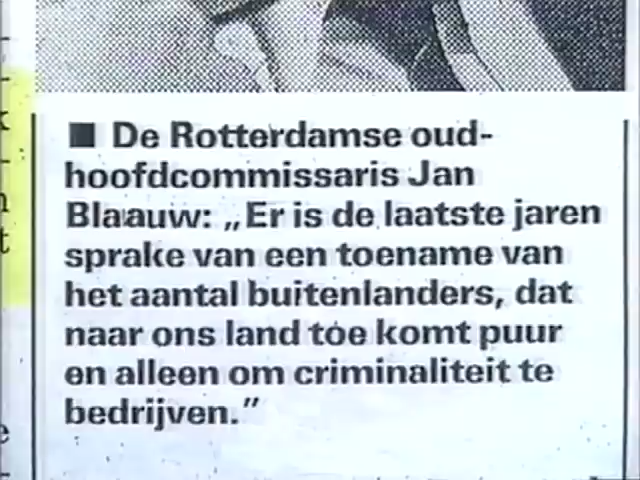 ■ De Rotterdamse oud-
hoofdcommissaris Jan
Blaauw: „Er is de laatste jaren
sprake van een toename van
het aantal buitenlanders, dat
naar ons land toe komt puur
en alleen om criminaliteit te
bedrijven.”